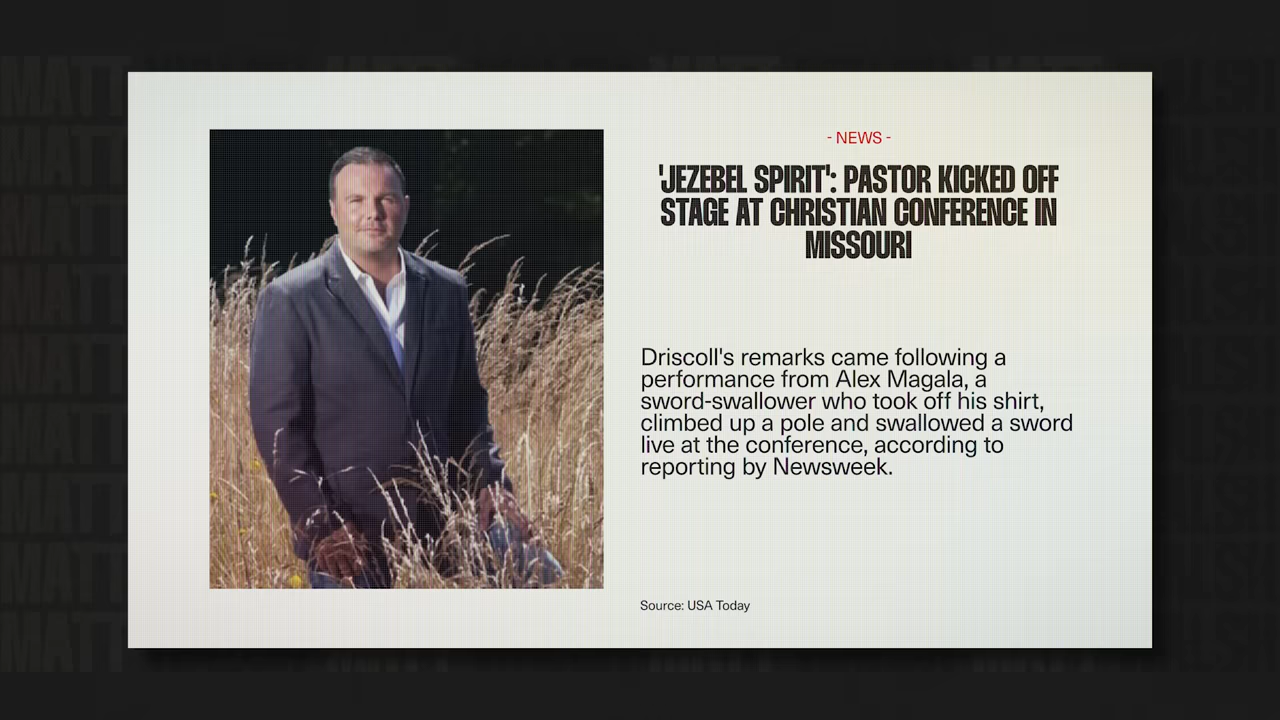 - NEWS -
'JEZEBEL SPIRIT': PASTOR KICKED OFF
STAGE AT CHRISTIAN CONFERENCE IN
MISSOURI
Driscoll's remarks came following a
performance from Alex Magala, a
sword-swallower who took off his shirt,
climbed up a pole and swallowed a sword
live at the conference, according to
reporting by Newsweek.
Source: USA Today